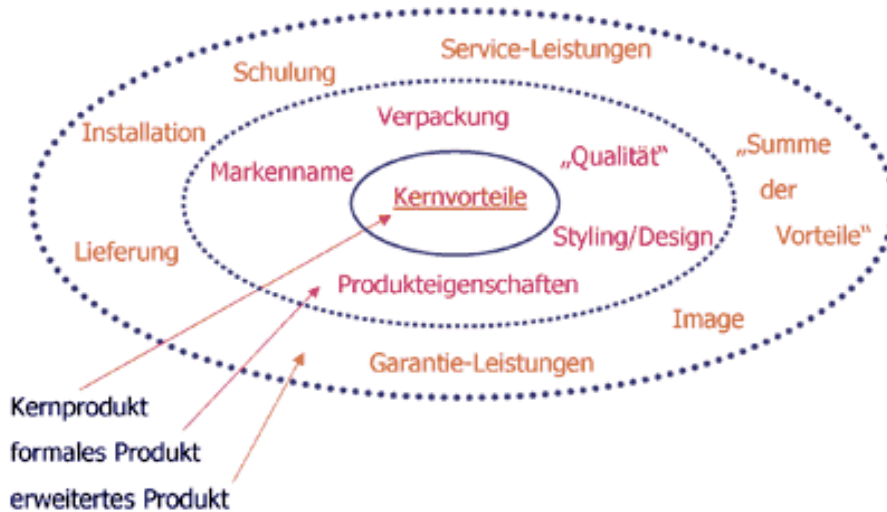 Service-Leistungen
Schulung
Verpackung
Installation
„Qualität“
„Summe
Markenname
der
Kernvorteile
Styling/Design
Vorteile“
Lieferung
Produkteigenschaften
Image
Garantie-Leistungen
Kernprodukt
formales Produkt
erweitertes Produkt